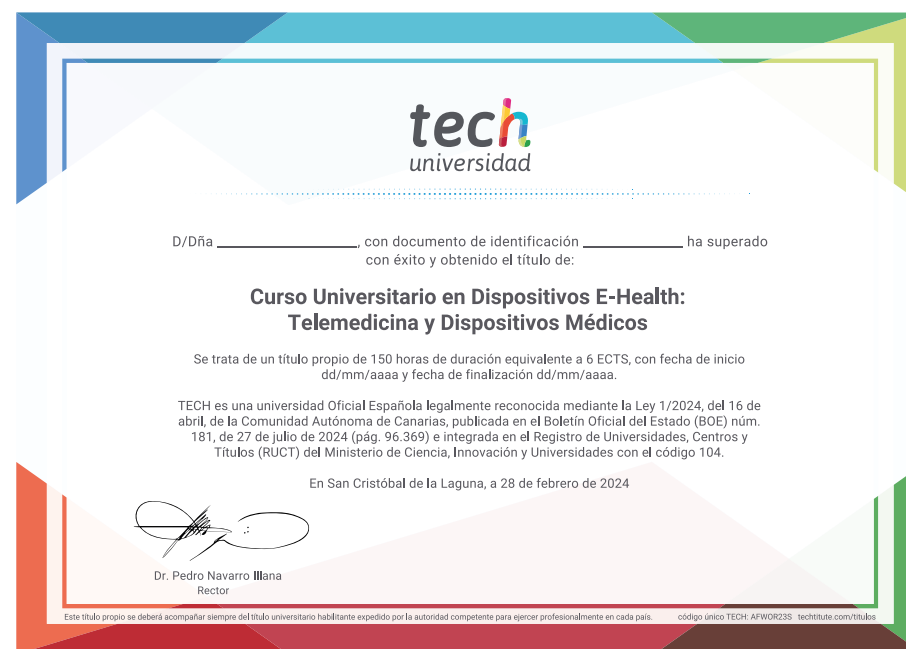 tech
universidad
D/Dña ________________, con documento de identificación ____________ ha superado
con éxito y obtenido el título de:
Curso Universitario en Dispositivos E-Health:
Telemedicina y Dispositivos Médicos
Se trata de un título propio de 150 horas de duración equivalente a 6 ECTS, con fecha de inicio
dd/mm/aaaa y fecha de finalización dd/mm/aaaa.
TECH es una universidad Oficial Española legalmente reconocida mediante la Ley 1/2024, del 16 de
abril, de la Comunidad Autónoma de Canarias, publicada en el Boletín Oficial del Estado (BOE) núm.
181, de 27 de julio de 2024 (pág. 96.369) e integrada en el Registro de Universidades, Centros y
Títulos (RUCT) del Ministerio de Ciencia, Innovación y Universidades con el código 104.
En San Cristóbal de la Laguna, a 28 de febrero de 2024
Dr. Pedro Navarro Illana
Rector
Este título propio se deberá acompañar siempre del título universitario habilitante expedido por la autoridad competente para ejercer profesionalmente en cada país. código único TECH: AFWOR23S techtitute.com/titulos